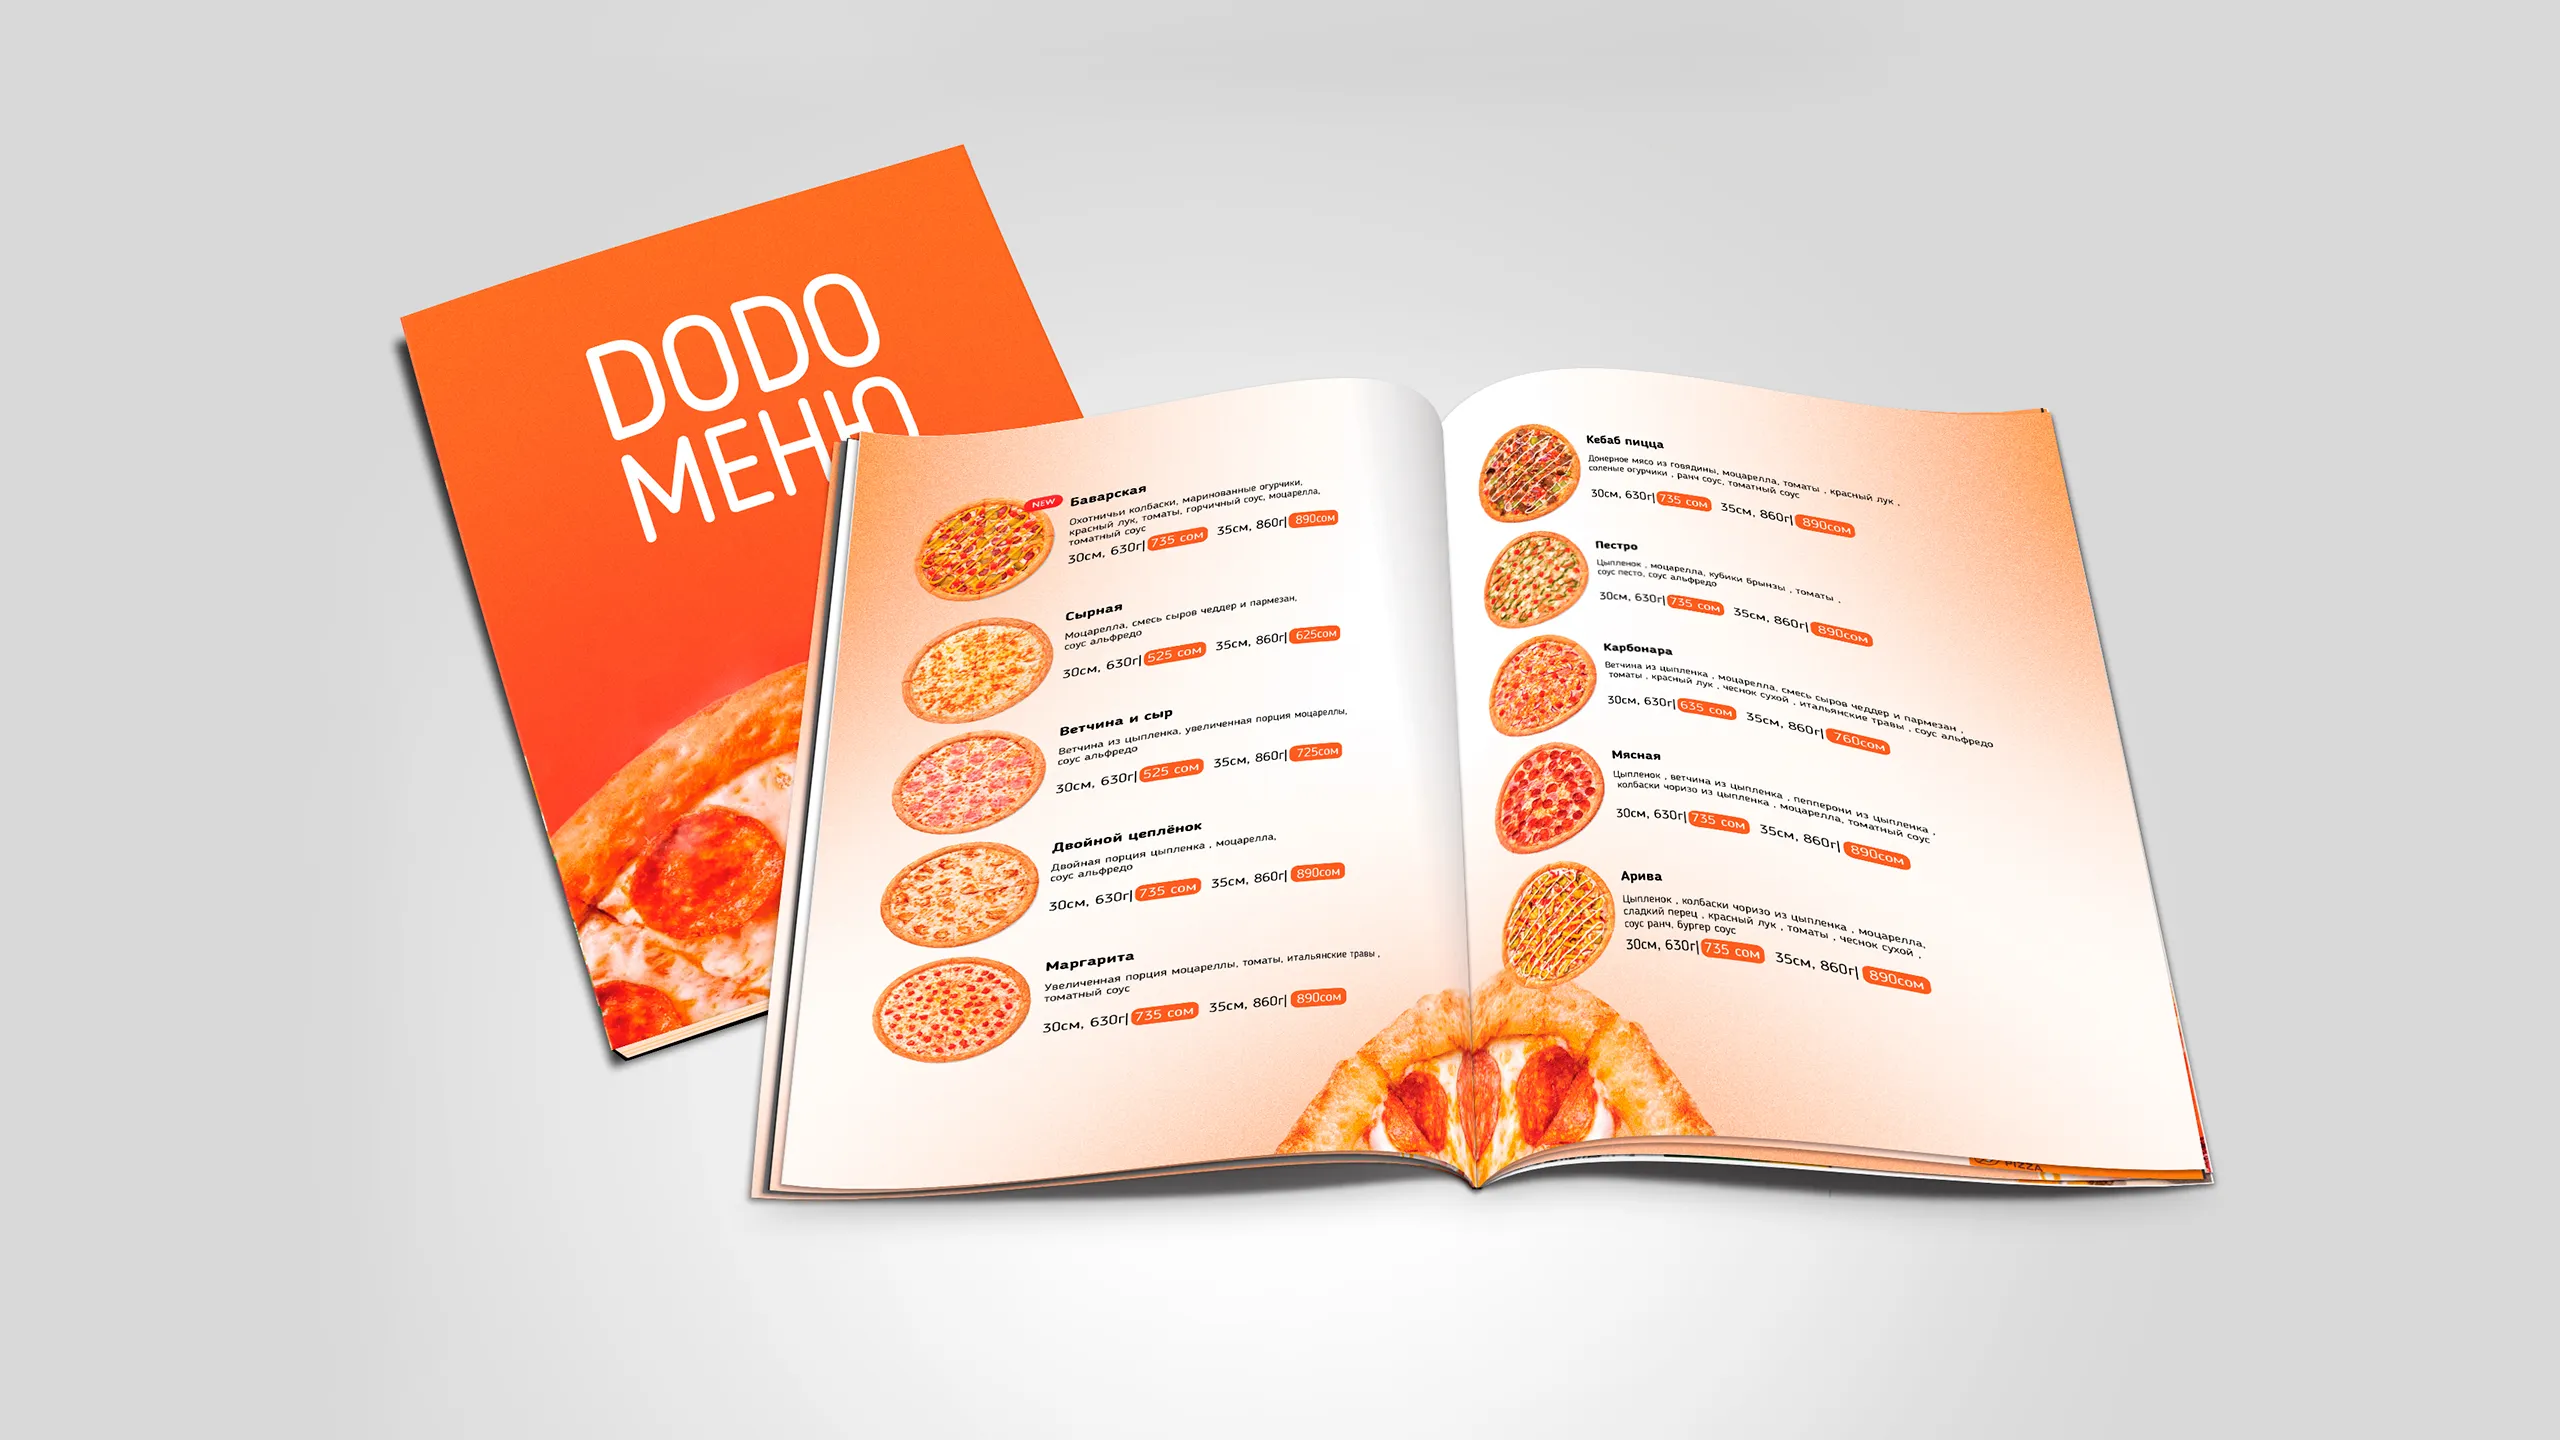 DODO
МЕНЮ
NEW
Баварская
Охотничьи колбаски, маринованные огурчики,
красный лук, томаты, горчичный соус, моцарелла,
томатный соус
30см, 630г| 735 сом 35см, 860г| 890сом
Сырная
Моцарелла, смесь сыров чеддер и пармезан,
соус альфредо
30см, 630г| 525 сом 35см, 860г| 625сом
Ветчина и сыр
Ветчина из цыпленка, увеличенная порция моцареллы,
соус альфредо
30см, 630г| 525 сом 35см, 860г| 725сом
Двойной цеплёнок
Двойная порция цыпленка , моцарелла,
соус альфредо
30см, 630г| 735 сом 35см, 860г| 890сом
Маргарита
Увеличенная порция моцареллы, томаты, итальянские травы ,
томатный соус
30см, 630г| 735 сом 35см, 860г| 890сом
Кебаб пицца
Донерное мясо из говядины, моцарелла, томаты , красный лук ,
соленые огурчики , ранч соус, томатный соус
30см, 630г| 735 сом 35см, 860г| 890сом
Пестро
Цыпленок , моцарелла, кубики брынзы , томаты ,
соус песто, соус альфредо
30см, 630г| 735 сом 35см, 860г| 890сом
Карбонара
Ветчина из цыпленка , моцарелла, смесь сыров чеддер и пармезан ,
томаты , красный лук , чеснок сухой , итальянские травы , соус альфредо
30см, 630г| 635 сом 35см, 860г| 760сом
Мясная
Цыпленок , ветчина из цыпленка , пепперони из цыпленка ,
колбаски чоризо из цыпленка , моцарелла, томатный соус
30см, 630г| 735 сом 35см, 860г| 890сом
Арива
Цыпленок , колбаски чоризо из цыпленка , моцарелла,
сладкий перец , красный лук , томаты , чеснок сухой ,
соус ранч, бургер соус
30см, 630г| 735 сом 35см, 860г| 890сом
PIZZA